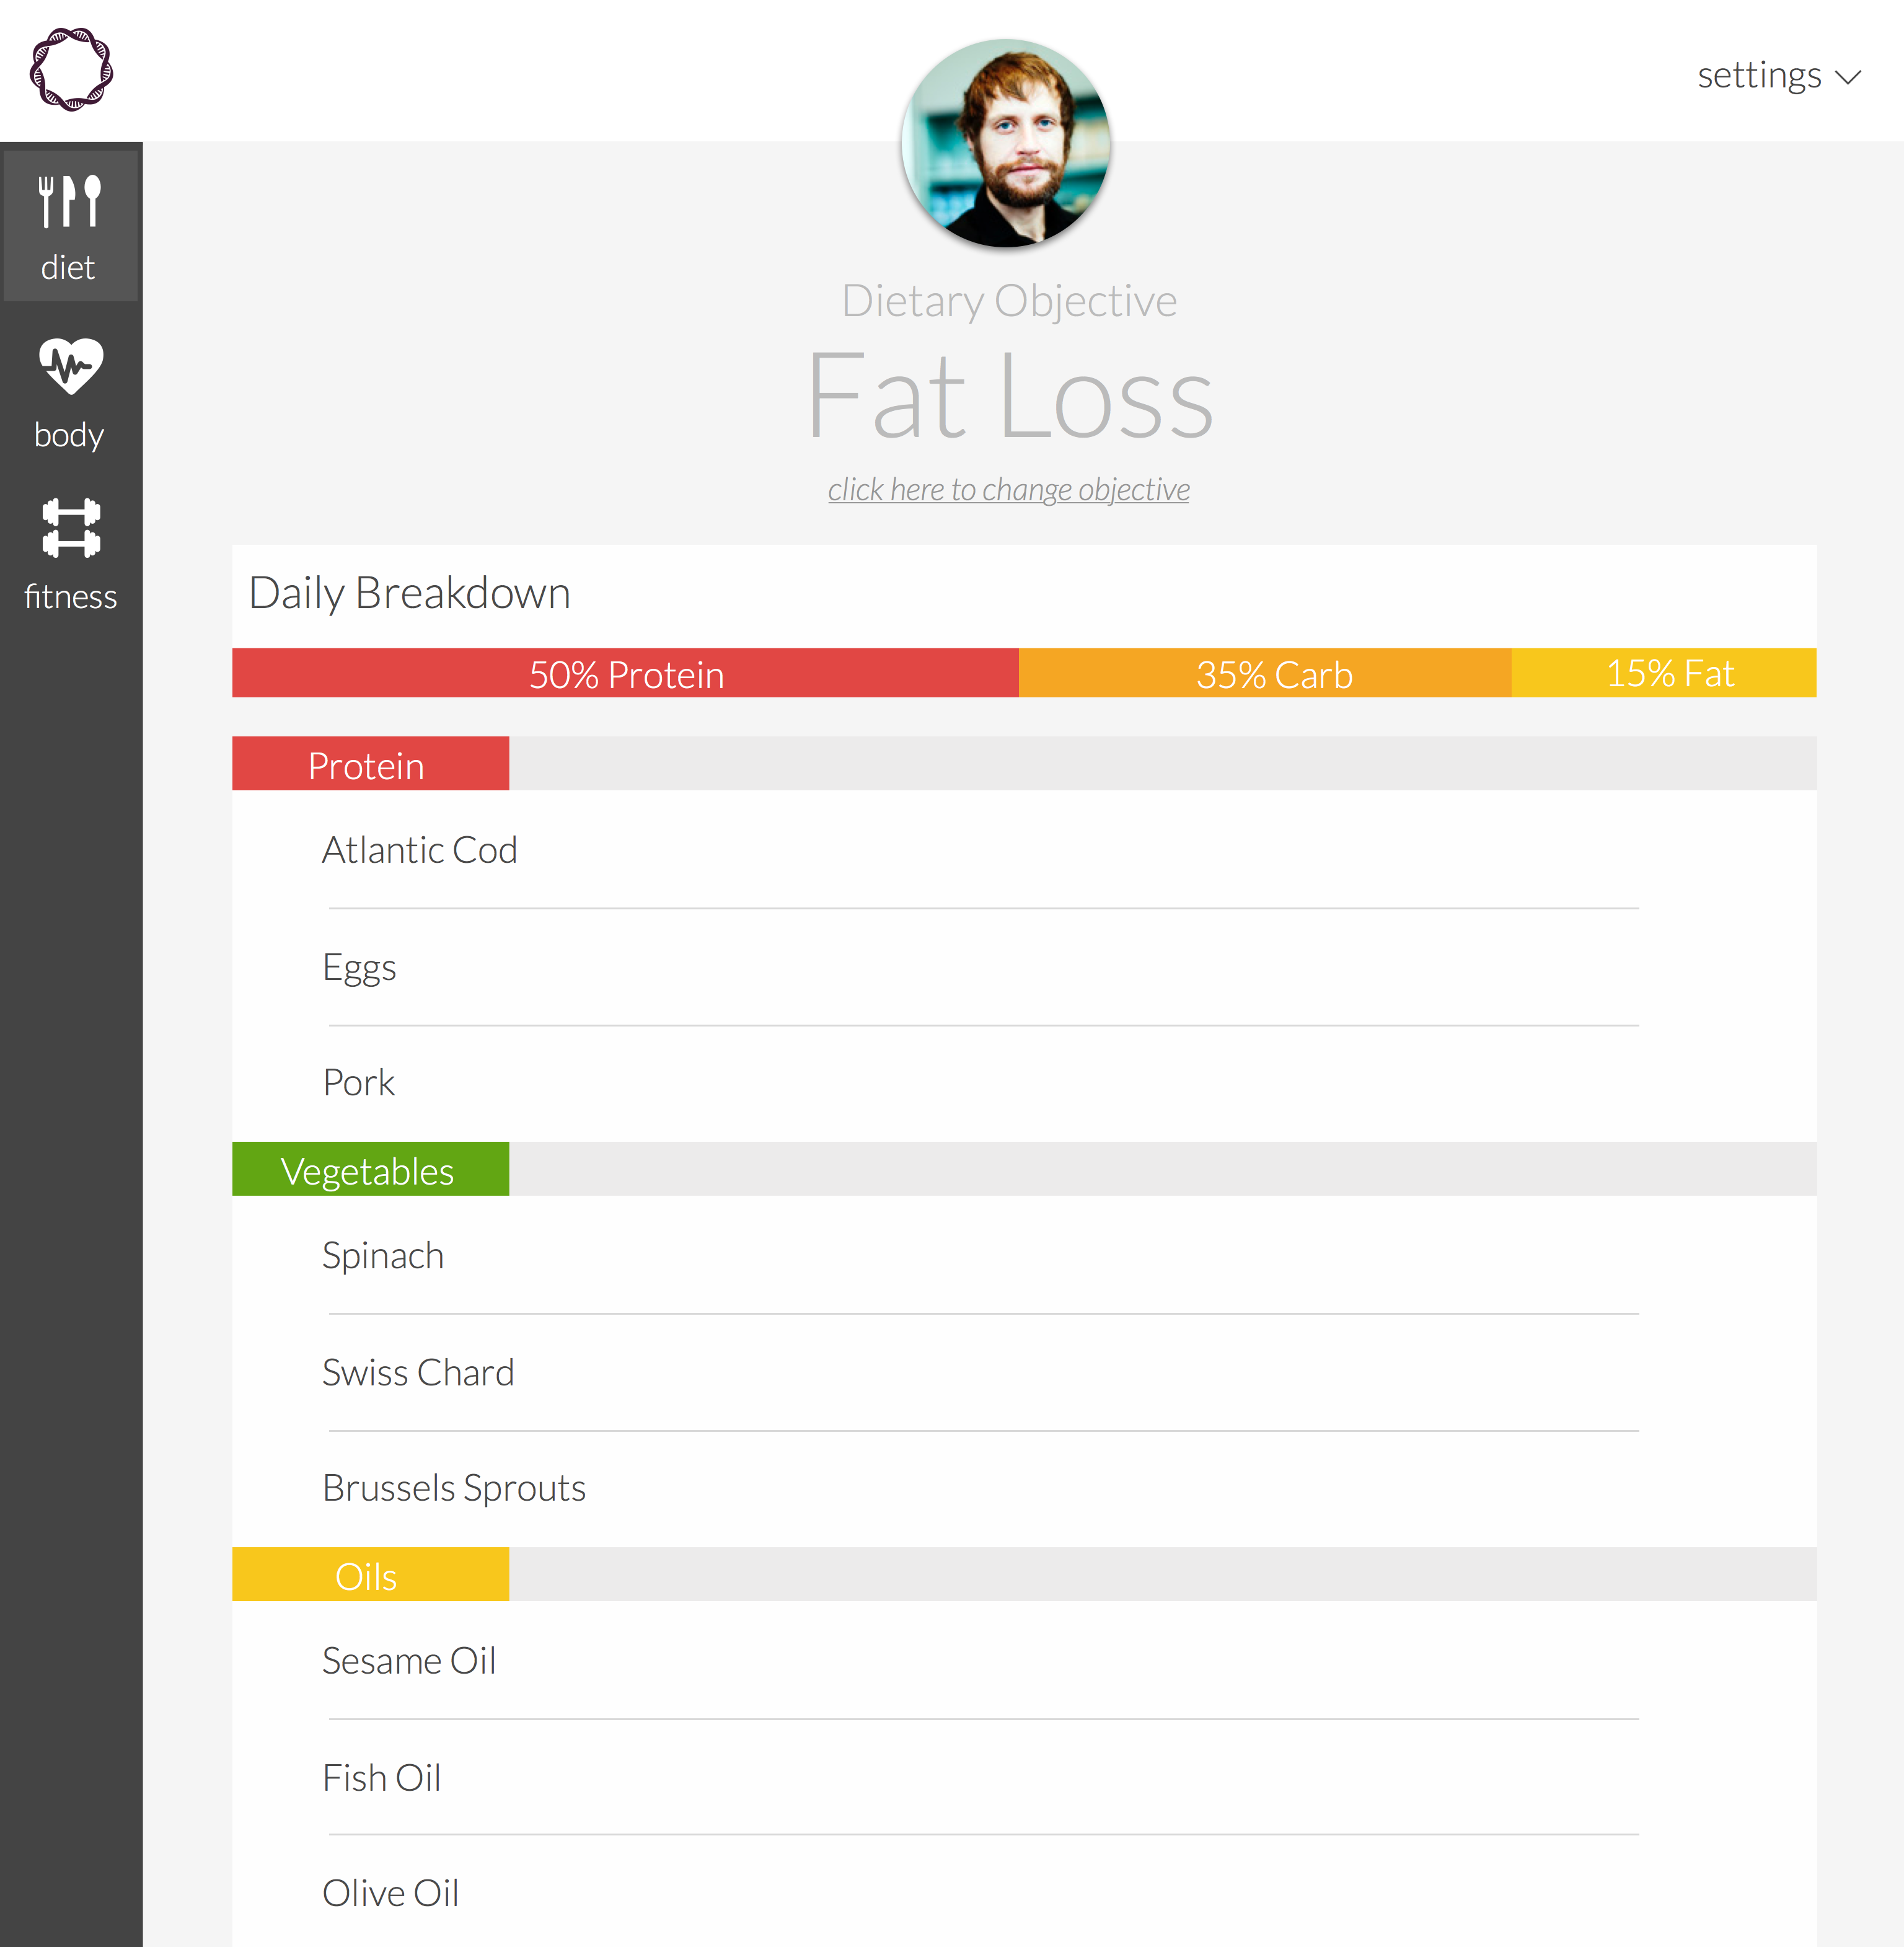 settings
diet
body
fitness
Dietary Objective
Fat Loss
click here to change objective
Daily Breakdown
50% Protein 35% Carb 15% Fat
Protein
Atlantic Cod
Eggs
Pork
Vegetables
Spinach
Swiss Chard
Brussels Sprouts
Oils
Sesame Oil
Fish Oil
Olive Oil